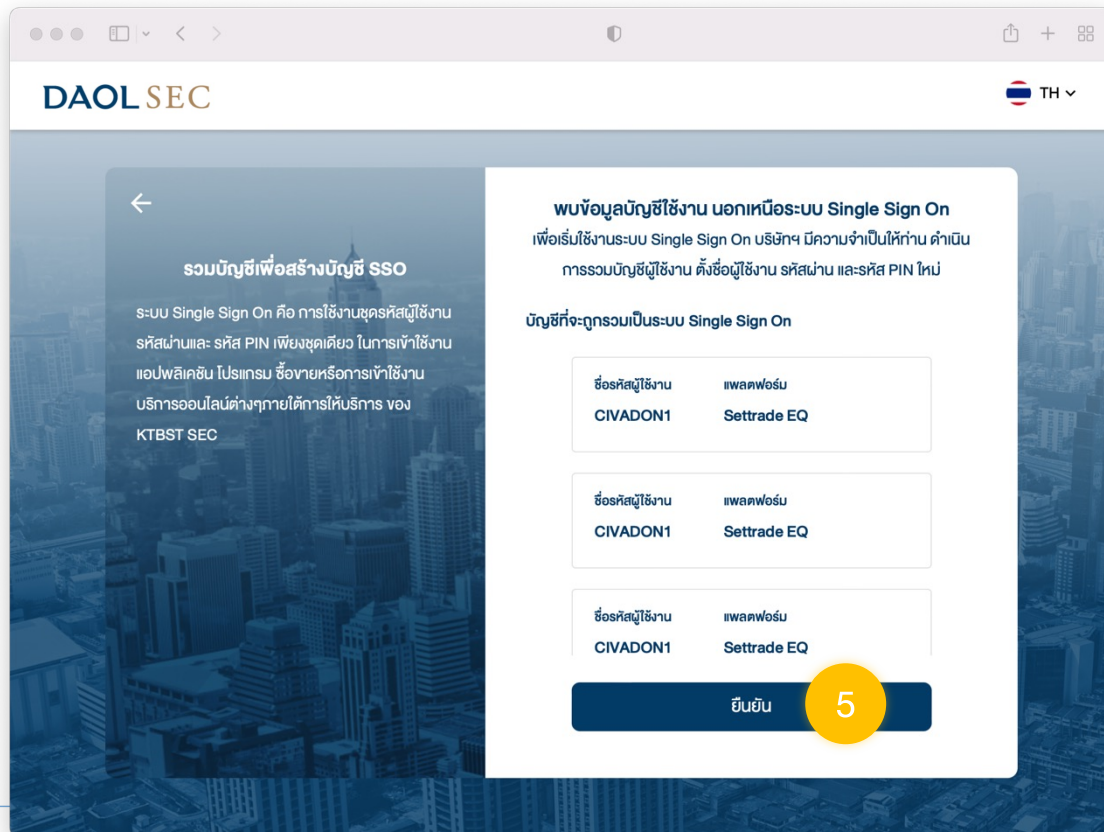 DAOL SEC
TH
รวมบัญชีเพื่อสร้างบัญชี SSO
ระบบ Single Sign On คือ การใช้งานชุดรหัสผู้ใช้งาน
รหัสผ่านและ รหัส PIN เพียงชุดเดียว ในการเข้าใช้งาน
แอปพลิเคชัน โปรแกรม ซื้อขายหรือการเข้าใช้งาน
บริการออนไลน์ต่างๆภายใต้การให้บริการ ของ
KTBST SEC
พบข้อมูลบัญชีใช้งาน นอกเหนือระบบ Single Sign On
เพื่อเริ่มใช้งานระบบ Single Sign On บริษัทฯ มีความจำเป็นให้ท่าน ดำเนิน
การรวมบัญชีผู้ใช้งาน ตั้งชื่อผู้ใช้งาน รหัสผ่าน และรหัส PIN ใหม่
บัญชีที่จะถูกรวมเป็นระบบ Single Sign On
ชื่อรหัสผู้ใช้งาน แพลตฟอร์ม
CIVADON1 Settrade EQ
ชื่อรหัสผู้ใช้งาน แพลตฟอร์ม
CIVADON1 Settrade EQ
ชื่อรหัสผู้ใช้งาน แพลตฟอร์ม
CIVADON1 Settrade EQ
ยืนยัน 5